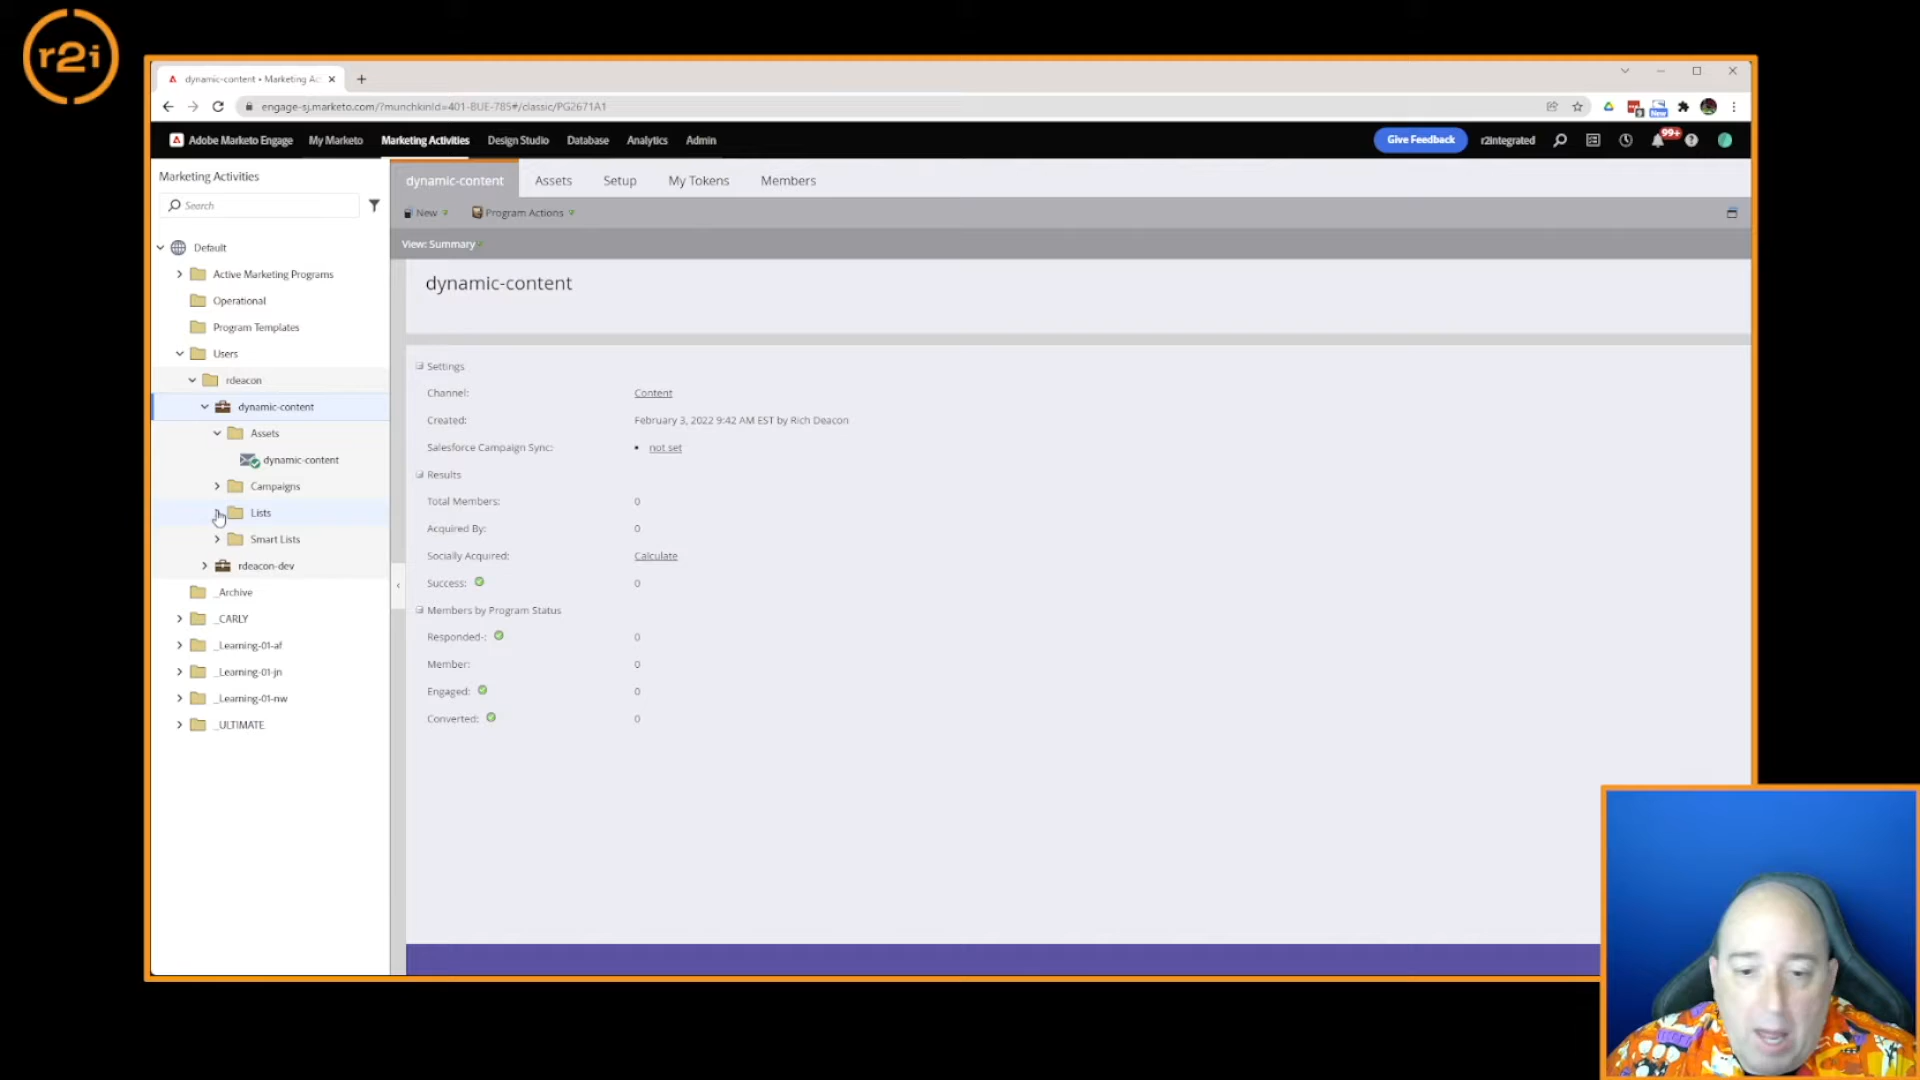 r2i
dynamic-content • Marketing Ac
engage-sj.marketo.com/?munchkinId=401-BUE-785#/classic/PG2671A1
New
Adobe Marketo Engage
My Marketo
Marketing Activities
Design Studio
Database
Analytics
Admin
Give Feedback
r2integrated
99+
Marketing Activities
Search
Default
Active Marketing Programs
Operational
Program Templates
Users
rdeacon
dynamic-content
Assets
dynamic-content
Campaigns
Lists
Smart Lists
rdeacon-dev
_Archive
_CARLY
_Learning-01-af
_Learning-01-jn
_Learning-01-nw
_ULTIMATE
dynamic-content
Assets
Setup
My Tokens
Members
New
Program Actions
View: Summary
dynamic-content
Settings
Channel: Content
Created: February 3, 2022 9:42 AM EST by Rich Deacon
Salesforce Campaign Sync: • not set
Results
Total Members: 0
Acquired By: 0
Socially Acquired: Calculate
Success: 0
Members by Program Status
Responded-: 0
Member: 0
Engaged: 0
Converted: 0